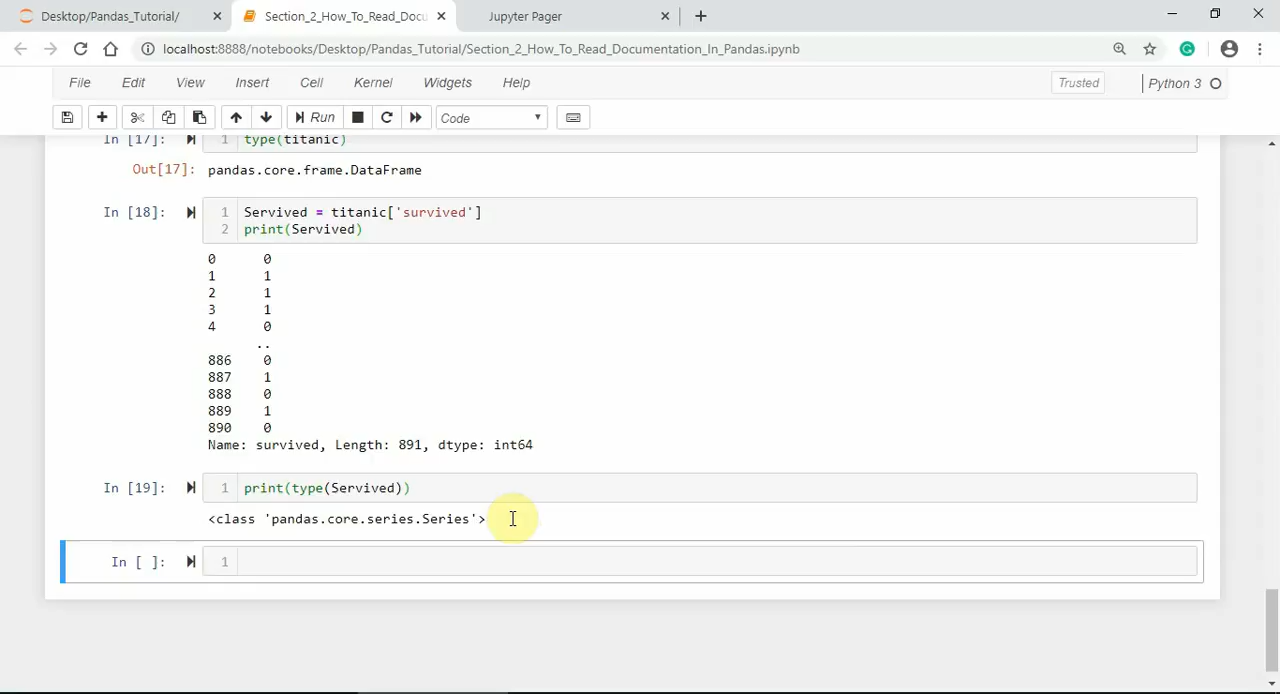 Desktop/Pandas_Tutorial/
Section_2_How_To_Read_Docu
Jupyter Pager
localhost:8888/notebooks/Desktop/Pandas_Tutorial/Section_2_How_To_Read_Documentation_In_Pandas.ipynb
File Edit View Insert Cell Kernel Widgets Help Trusted Python 3
Run Code
In [17]: 1 type(titanic)
Out[17]: pandas.core.frame.DataFrame
In [18]: 1 Servived = titanic['survived']
2 print(Servived)
0 0
1 1
2 1
3 1
4 0
..
886 0
887 1
888 0
889 1
890 0
Name: survived, Length: 891, dtype: int64
In [19]: 1 print(type(Servived))
<class 'pandas.core.series.Series'>
In [ ]: 1